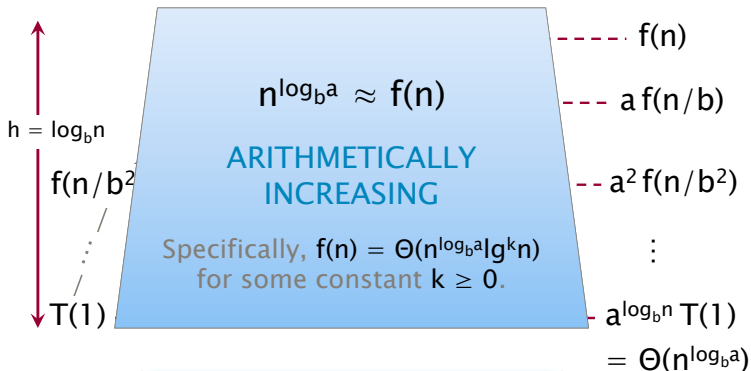 f(n)
n^{log_b a} ≈ f(n)
a f(n/b)
h = log_b n
ARITHMETICALLY
INCREASING
f(n/b²
a² f(n/b²)
Specifically, f(n) = Θ(n^{log_b a}lg^k n)
for some constant k ≥ 0.
⋮
T(1)
a^{log_b n} T(1)
= Θ(n^{log_b a})